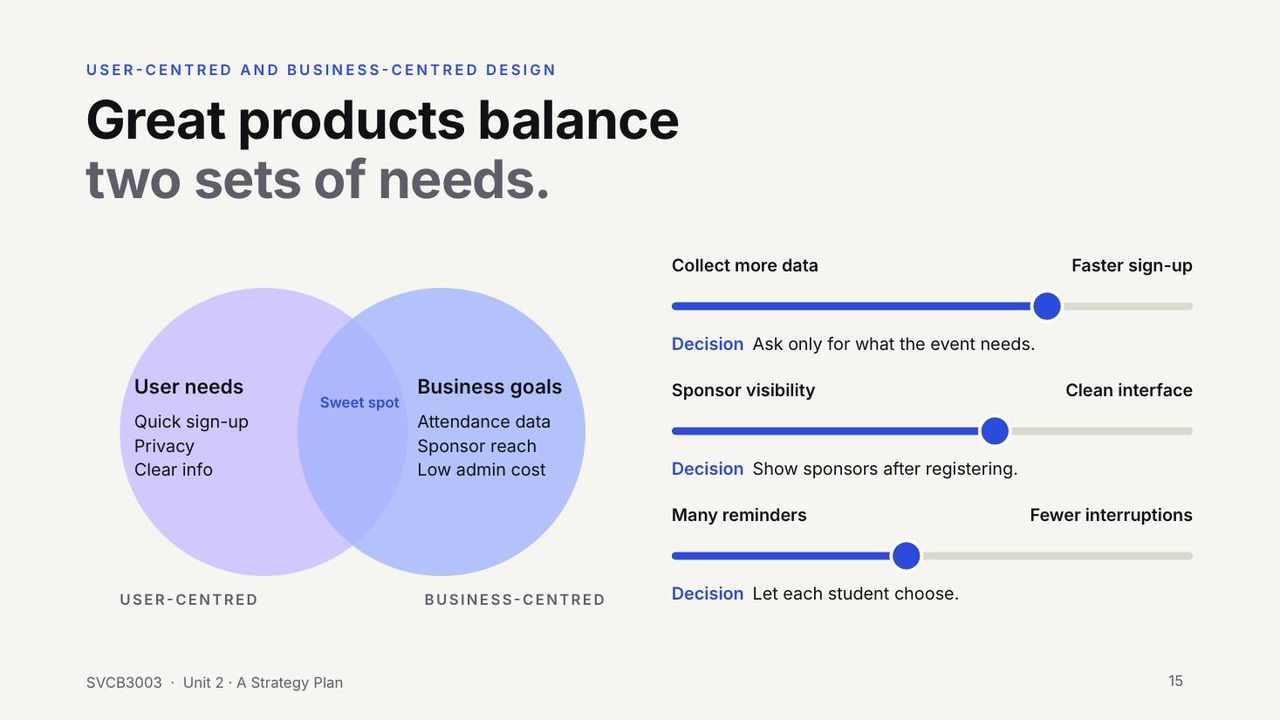 USER-CENTRED AND BUSINESS-CENTRED DESIGN
Great products balance
two sets of needs.
User needs
Quick sign-up
Privacy
Clear info
Sweet spot
Business goals
Attendance data
Sponsor reach
Low admin cost
USER-CENTRED
BUSINESS-CENTRED
Collect more data
Faster sign-up
Decision Ask only for what the event needs.
Sponsor visibility
Clean interface
Decision Show sponsors after registering.
Many reminders
Fewer interruptions
Decision Let each student choose.
SVCB3003 · Unit 2 · A Strategy Plan
15